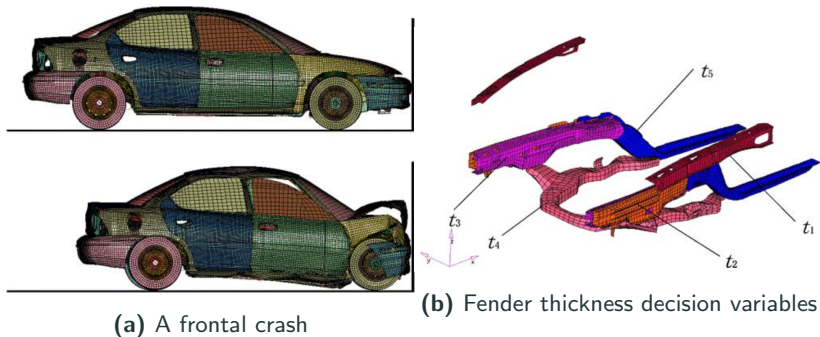 t5
t3
t4
t1
t2
z
y
x
(a) A frontal crash
(b) Fender thickness decision variables